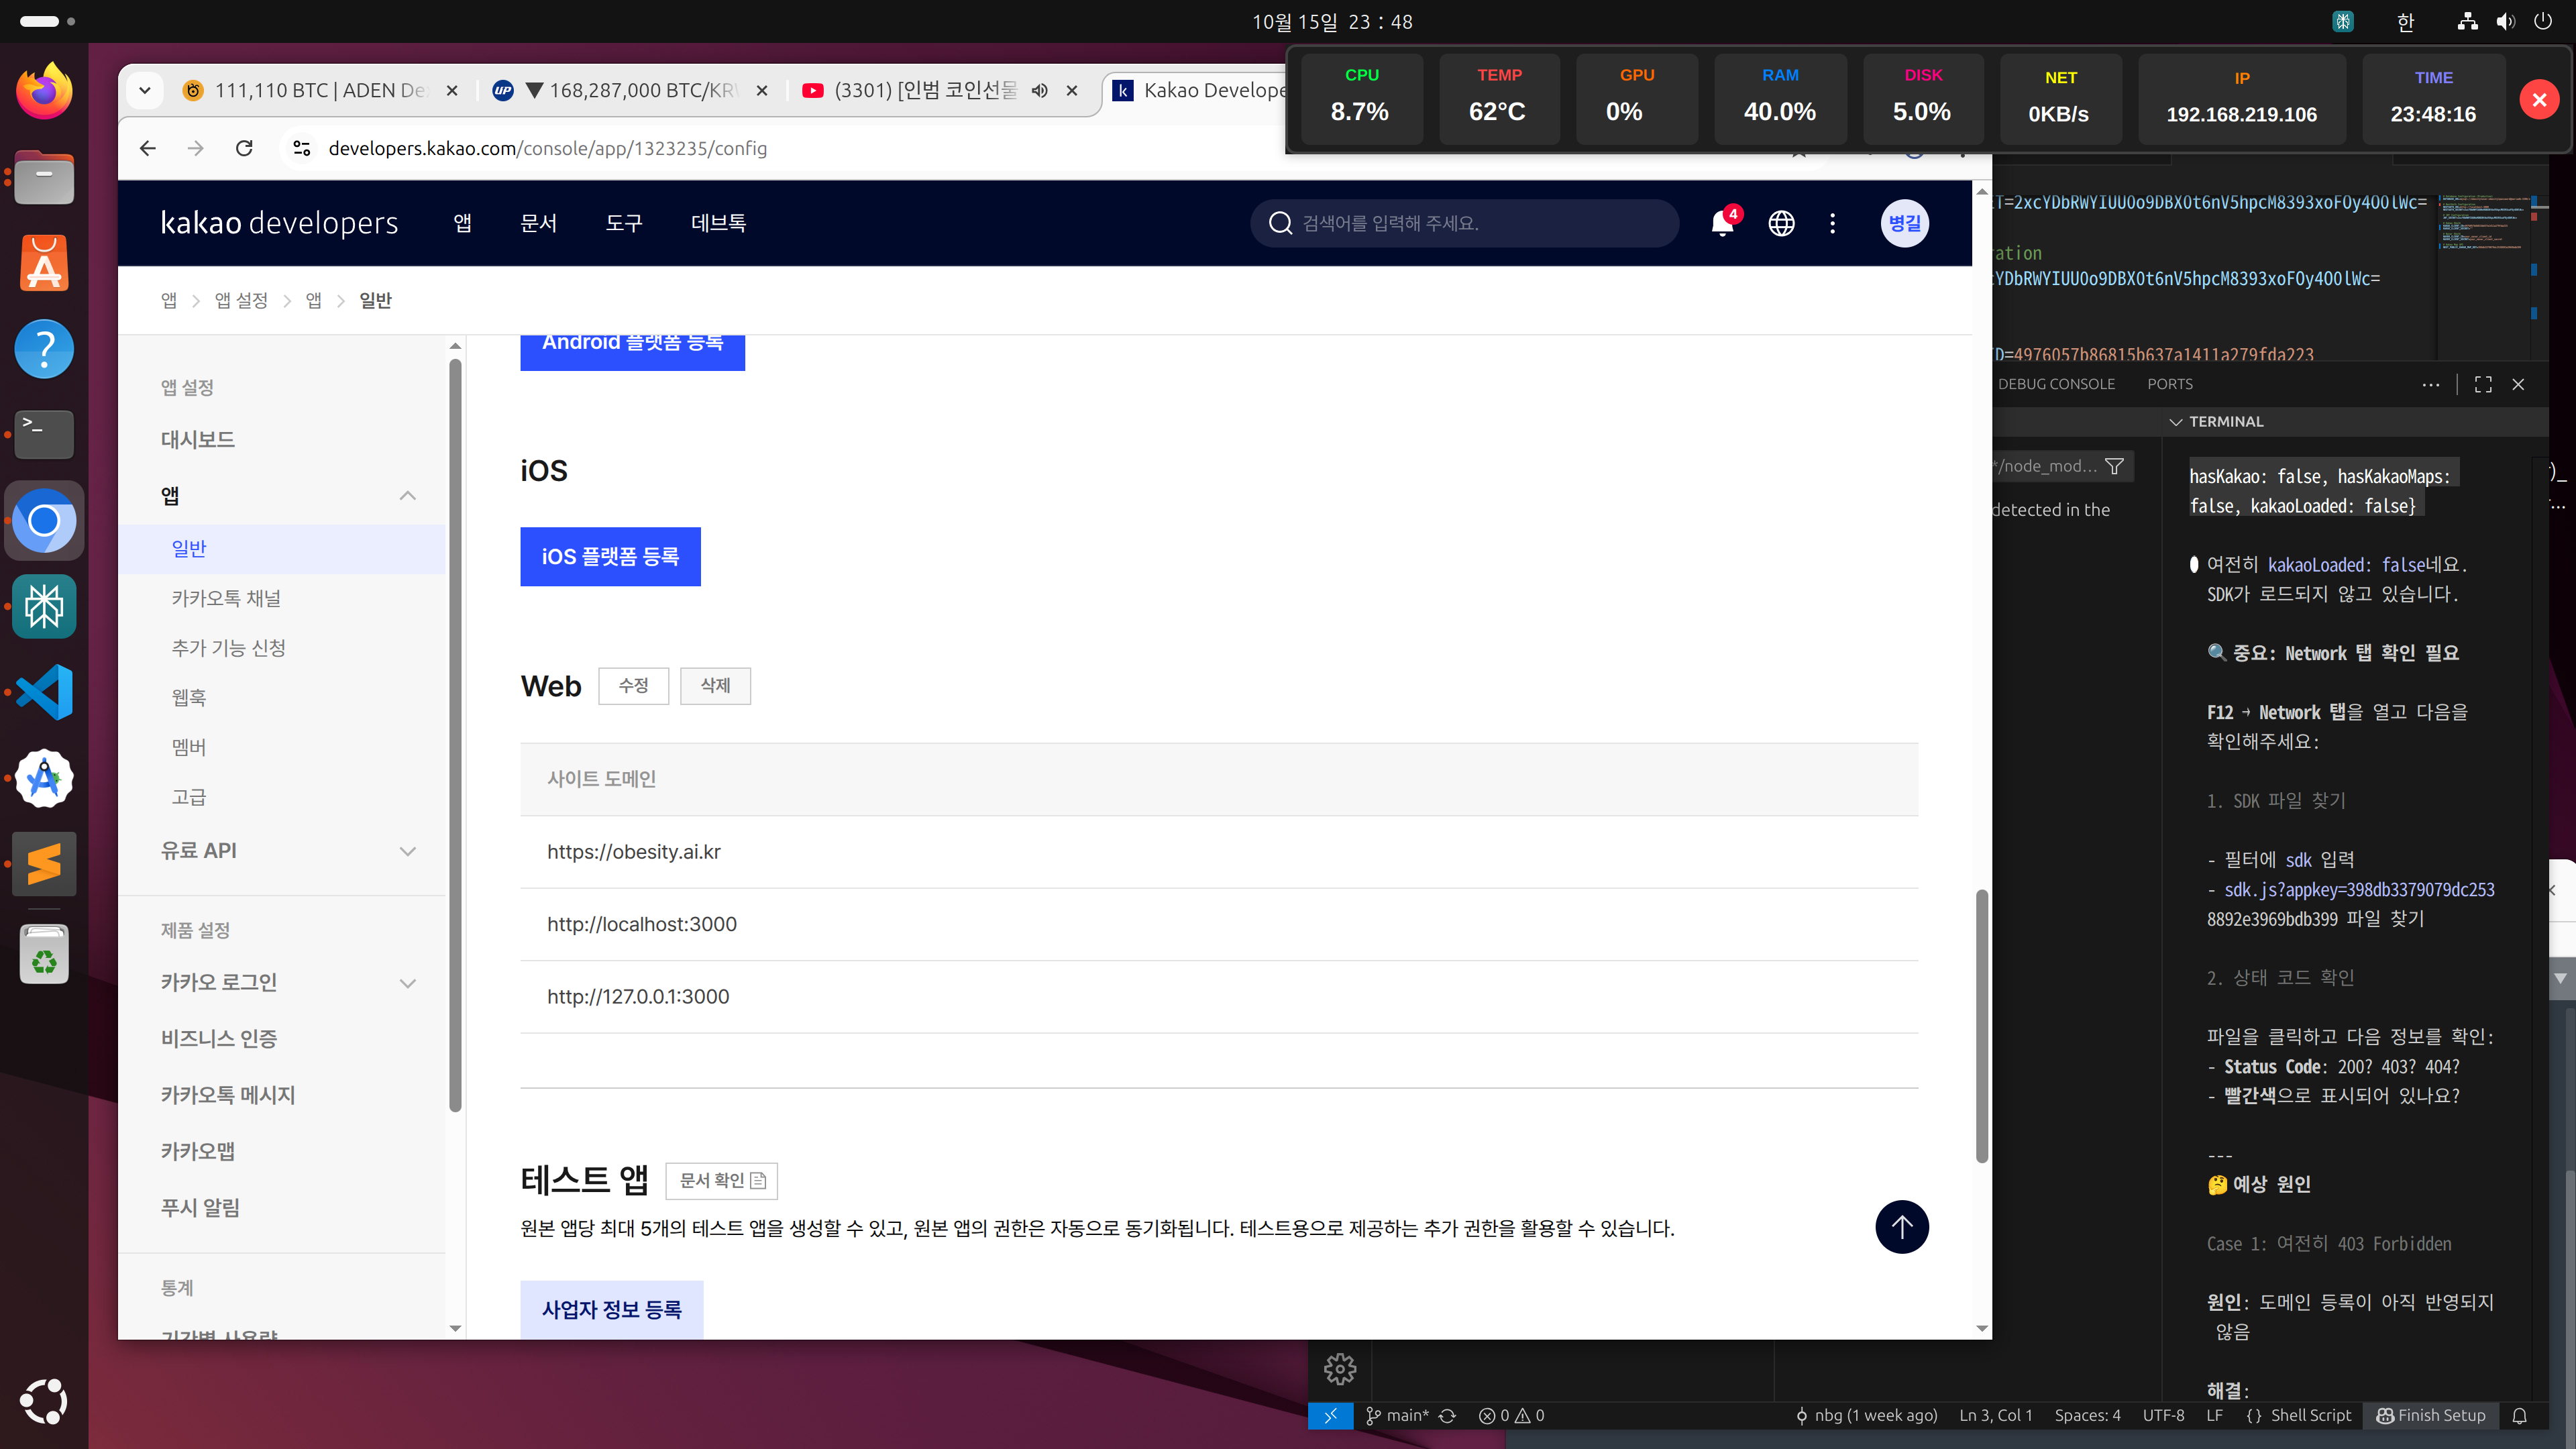 10월 15일 23 : 48
한
111,110 BTC | ADEN De
▼ 168,287,000 BTC/KR
(3301) [인범 코인선물
Kakao Develope
CPU
8.7%
TEMP
62°C
GPU
0%
RAM
40.0%
DISK
5.0%
NET
0KB/s
IP
192.168.219.106
TIME
23:48:16
developers.kakao.com/console/app/1323235/config
kakao developers
앱
문서
도구
데브톡
검색어를 입력해 주세요.
4
병길
앱 > 앱 설정 > 앱 > 일반
앱 설정
대시보드
앱
일반
카카오톡 채널
추가 기능 신청
웹훅
멤버
고급
유료 API
제품 설정
카카오 로그인
비즈니스 인증
카카오톡 메시지
카카오맵
푸시 알림
통계
기간별 사용량
Android 플랫폼 등록
iOS
iOS 플랫폼 등록
Web
수정
삭제
사이트 도메인
https://obesity.ai.kr
http://localhost:3000
http://127.0.0.1:3000
테스트 앱
문서 확인
원본 앱당 최대 5개의 테스트 앱을 생성할 수 있고, 원본 앱의 권한은 자동으로 동기화됩니다. 테스트용으로 제공하는 추가 권한을 활용할 수 있습니다.
사업자 정보 등록
T=2xcYDbRWYIUUOo9DBXOt6nV5hpcM8393xoFOy4OOlWc=
ration
cYDbRWYIUUOo9DBXOt6nV5hpcM8393xoFOy4OOlWc=
ID=4976057b86815b637a1411a279fda223
DEBUG CONSOLE
PORTS
TERMINAL
*/node_mod...
detected in the
hasKakao: false, hasKakaoMaps:
false, kakaoLoaded: false}
여전히 kakaoLoaded: false네요.
SDK가 로드되지 않고 있습니다.
🔍 중요: Network 탭 확인 필요
F12 → Network 탭을 열고 다음을
확인해주세요:
1. SDK 파일 찾기
- 필터에 sdk 입력
- sdk.js?appkey=398db3379079dc253
8892e3969bdb399 파일 찾기
2. 상태 코드 확인
파일을 클릭하고 다음 정보를 확인:
- Status Code: 200? 403? 404?
- 빨간색으로 표시되어 있나요?
---
🤔 예상 원인
Case 1: 여전히 403 Forbidden
원인: 도메인 등록이 아직 반영되지
않음
해결:
main*
0
0
nbg (1 week ago)
Ln 3, Col 1
Spaces: 4
UTF-8
LF
{} Shell Script
Finish Setup